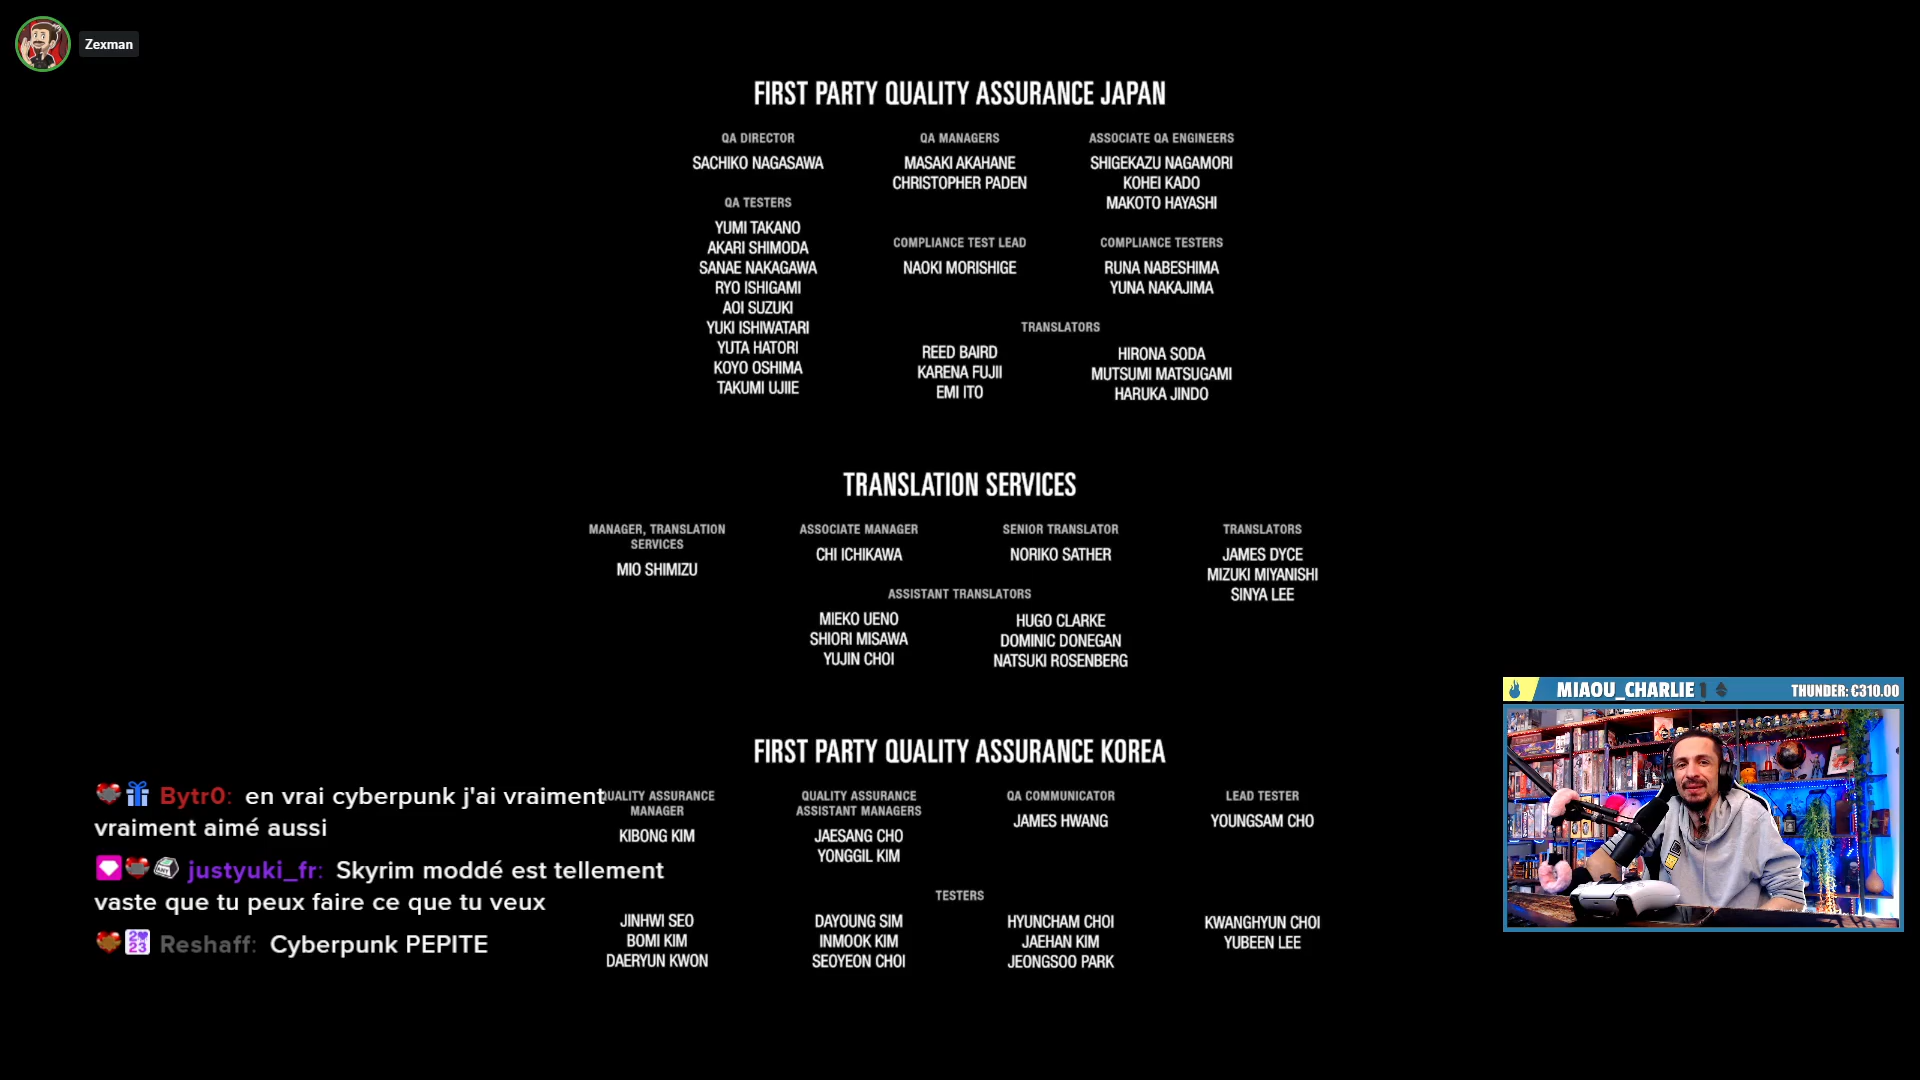 Zexman
FIRST PARTY QUALITY ASSURANCE JAPAN
QA DIRECTOR
SACHIKO NAGASAWA
QA TESTERS
YUMI TAKANO
AKARI SHIMODA
SANAE NAKAGAWA
RYO ISHIGAMI
AOI SUZUKI
YUKI ISHIWATARI
YUTA HATORI
KOYO OSHIMA
TAKUMI UJIIE
QA MANAGERS
MASAKI AKAHANE
CHRISTOPHER PADEN
COMPLIANCE TEST LEAD
NAOKI MORISHIGE
ASSOCIATE QA ENGINEERS
SHIGEKAZU NAGAMORI
KOHEI KADO
MAKOTO HAYASHI
COMPLIANCE TESTERS
RUNA NABESHIMA
YUNA NAKAJIMA
TRANSLATORS
REED BAIRD
KARENA FUJII
EMI ITO
HIRONA SODA
MUTSUMI MATSUGAMI
HARUKA JINDO
TRANSLATION SERVICES
MANAGER, TRANSLATION
SERVICES
MIO SHIMIZU
ASSOCIATE MANAGER
CHI ICHIKAWA
SENIOR TRANSLATOR
NORIKO SATHER
TRANSLATORS
JAMES DYCE
MIZUKI MIYANISHI
SINYA LEE
ASSISTANT TRANSLATORS
MIEKO UENO
SHIORI MISAWA
YUJIN CHOI
HUGO CLARKE
DOMINIC DONEGAN
NATSUKI ROSENBERG
FIRST PARTY QUALITY ASSURANCE KOREA
QUALITY ASSURANCE
MANAGER
KIBONG KIM
QUALITY ASSURANCE
ASSISTANT MANAGERS
JAESANG CHO
YONGGIL KIM
QA COMMUNICATOR
JAMES HWANG
LEAD TESTER
YOUNGSAM CHO
TESTERS
JINHWI SEO
BOMI KIM
DAERYUN KWON
DAYOUNG SIM
INMOOK KIM
SEOYEON CHOI
HYUNCHAM CHOI
JAEHAN KIM
JEONGSOO PARK
KWANGHYUN CHOI
YUBEEN LEE
Bytr0: en vrai cyberpunk j'ai vraiment
vraiment aimé aussi
justyuki_fr: Skyrim moddé est tellement
vaste que tu peux faire ce que tu veux
2023
Reshaff: Cyberpunk PEPITE
MIAOU_CHARLIE 1
THUNDER: €310.00